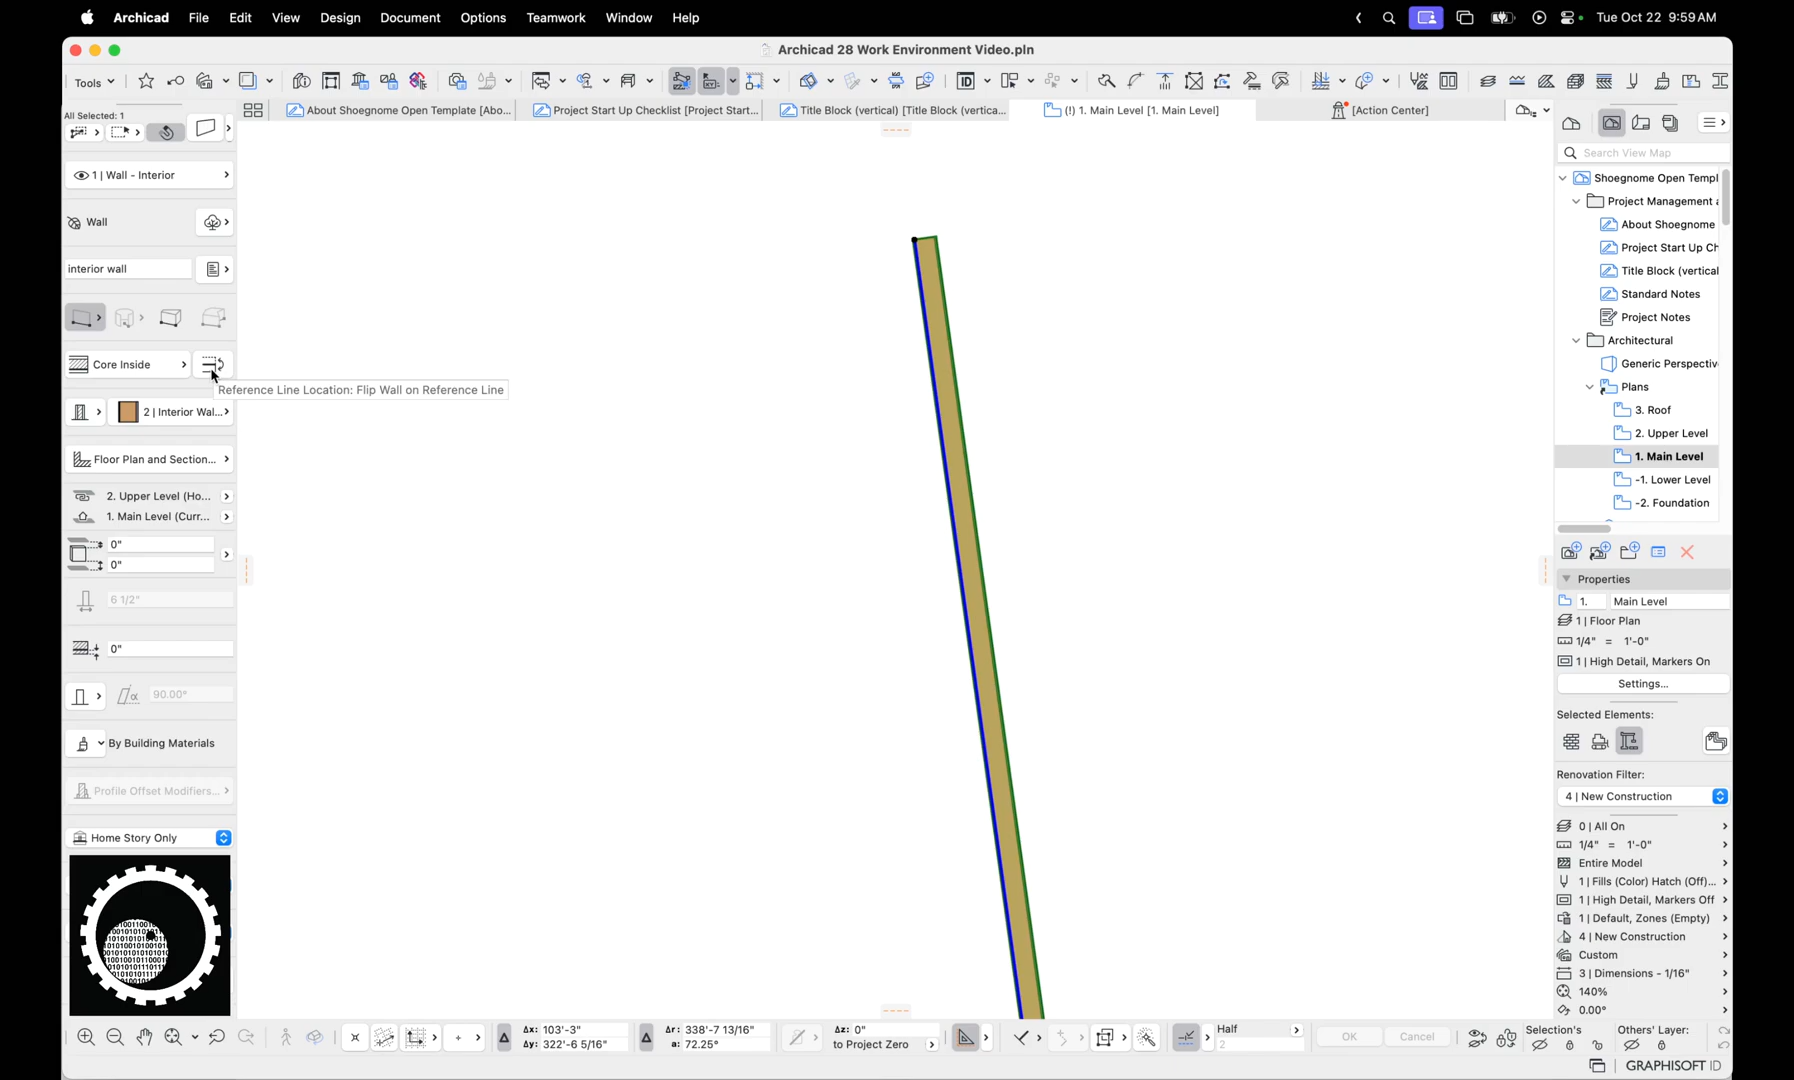 Archicad File Edit View Design Document Options Teamwork Window Help
Tue Oct 22 9:59 AM
Archicad 28 Work Environment Video.pln
Tools
All Selected: 1
About Shoegnome Open Template [Abo...
Project Start Up Checklist [Project Start...
Title Block (vertical) [Title Block (vertica...
(!) 1. Main Level [1. Main Level]
[Action Center]
1 | Wall - Interior
Wall
interior wall
Core Inside
Reference Line Location: Flip Wall on Reference Line
2 | Interior Wal...
Floor Plan and Section...
2. Upper Level (Ho...
1. Main Level (Curr...
0"
0"
6 1/2"
0"
90.00°
By Building Materials
Profile Offset Modifiers...
Home Story Only
Search View Map
Shoegnome Open Templ
Project Management a
About Shoegnome
Project Start Up Ch
Title Block (vertical
Standard Notes
Project Notes
Architectural
Generic Perspectiv
Plans
3. Roof
2. Upper Level
1. Main Level
-1. Lower Level
-2. Foundation
Properties
1. Main Level
1 | Floor Plan
1/4" = 1'-0"
1 | High Detail, Markers On
Settings...
Selected Elements:
Renovation Filter:
4 | New Construction
0 | All On
1/4" = 1'-0"
Entire Model
1 | Fills (Color) Hatch (Off)...
1 | High Detail, Markers Off
1 | Default, Zones (Empty)
4 | New Construction
Custom
3 | Dimensions - 1/16"
140%
0.00°
Δx: 103'-3"
Δy: 322'-6 5/16"
Δr: 338'-7 13/16"
a: 72.25°
Δz: 0"
to Project Zero
Half
2
OK
Cancel
Selection's
Others' Layer:
GRAPHISOFT ID